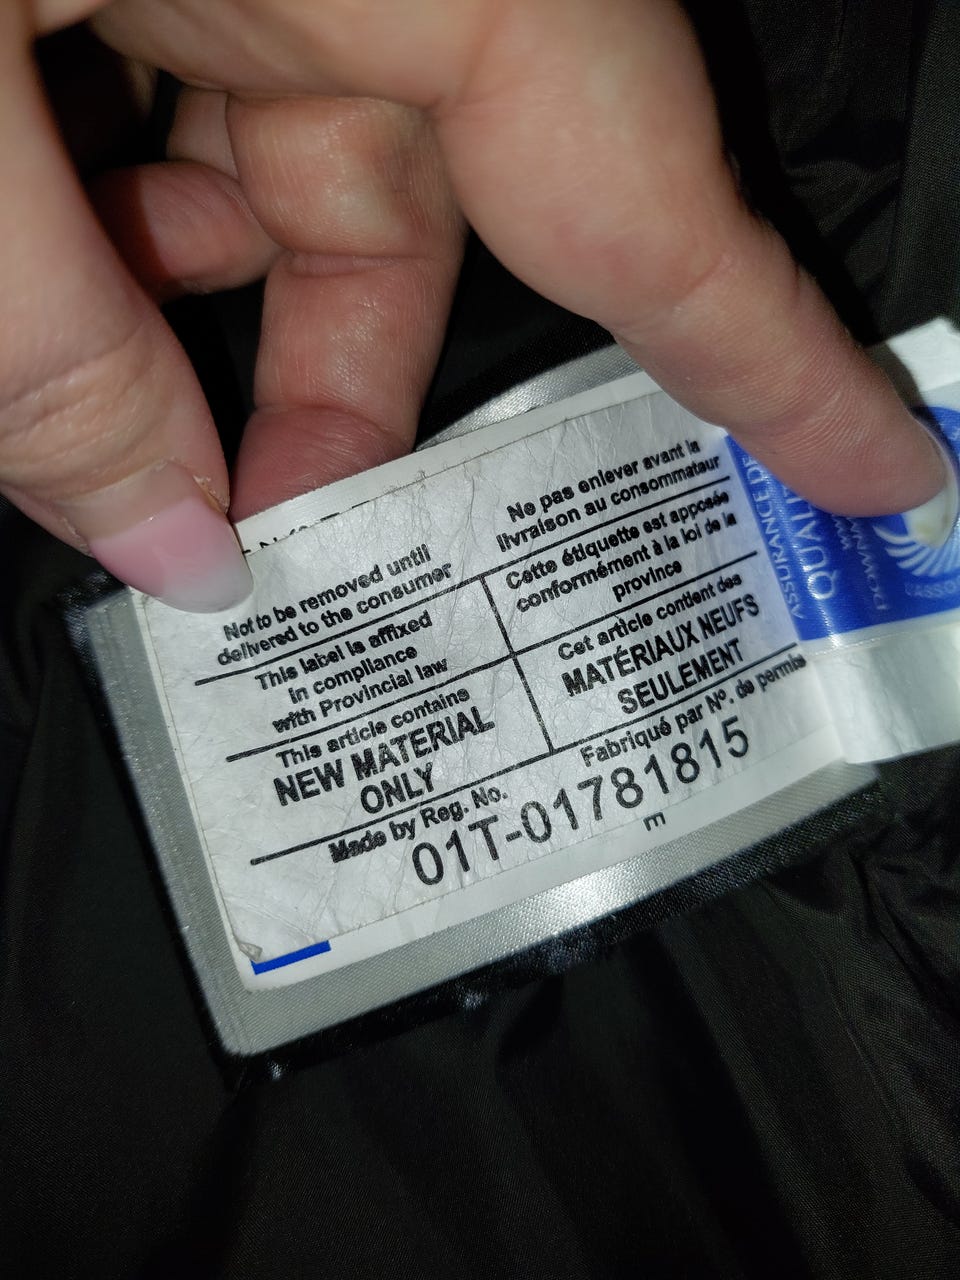 Not to be removed until
delivered to the consumer
This label is affixed
in compliance
with Provincial law
This article contains
NEW MATERIAL
ONLY
Made by Reg. No.
Ne pas enlever avant la
livraison au consommateur
Cette étiquette est apposée
conformément à la loi de la
province
Cet article contient des
MATÉRIAUX NEUFS
SEULEMENT
Fabriqué par Nº. de permis
01T-01781815
E
ASSURANCE DE